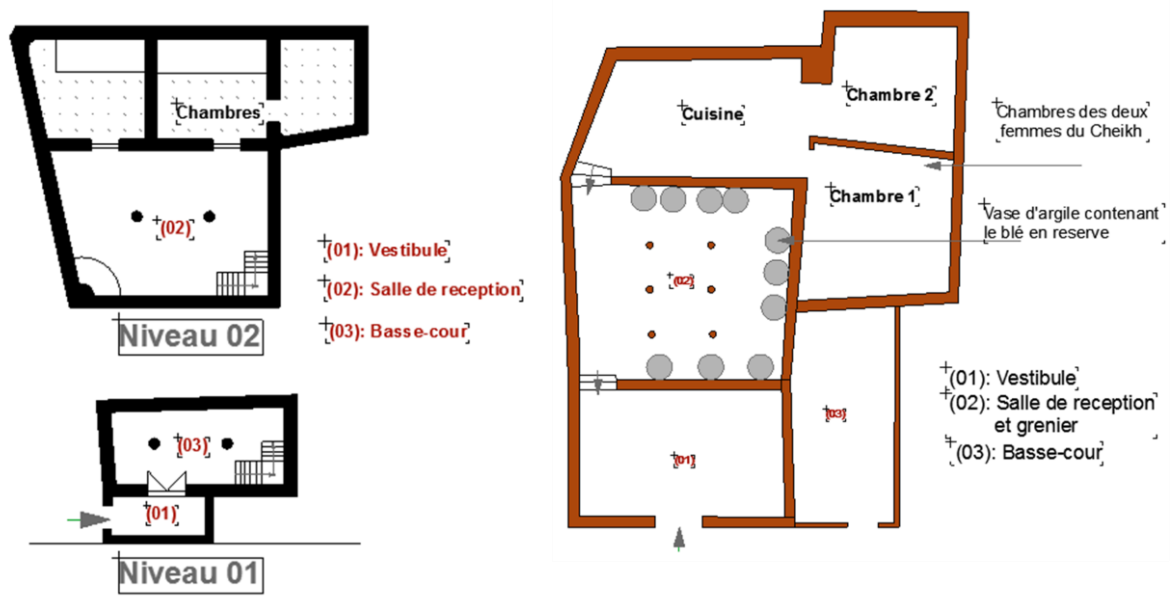 Chambres
(02)
(01): Vestibule
(02): Salle de reception
(03): Basse-cour
Niveau 02
(03)
(01)
Niveau 01
Cuisine
Chambre 2
Chambre 1
Chambres des deux
femmes du Cheikh
Vase d'argile contenant
le blé en reserve
(02)
(03)
(01)
(01): Vestibule
(02): Salle de reception
et grenier
(03): Basse-cour